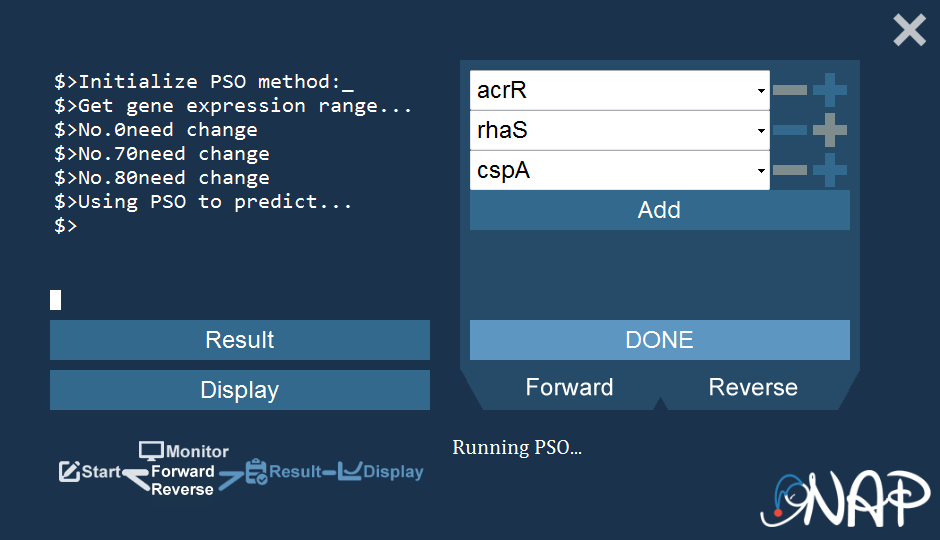 $>Initialize PSO method:_
$>Get gene expression range...
$>No.0need change
$>No.70need change
$>No.80need change
$>Using PSO to predict...
$>
Result
Display
acrR
rhaS
cspA
Add
DONE
Forward
Reverse
Running PSO...
Monitor
Start Forward Result Display
Reverse
gNAP